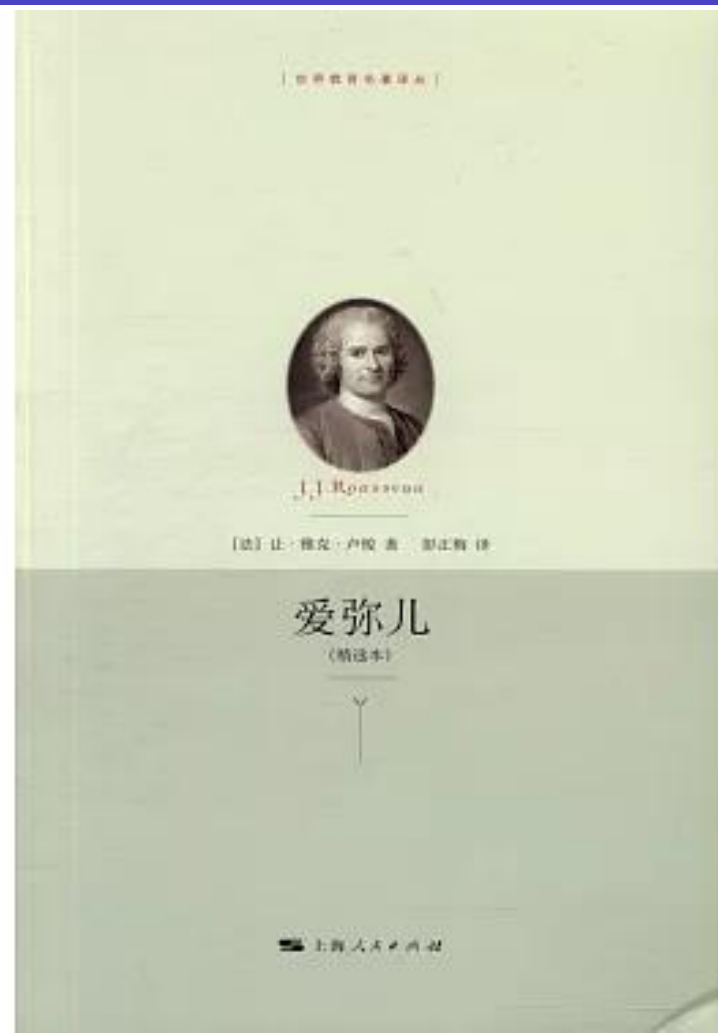 [世界教育名著译丛]
J.J.Rousseau
[法] 让·雅克·卢梭 著 彭正梅 译
爱弥儿
(精选本)
上海人民出版社